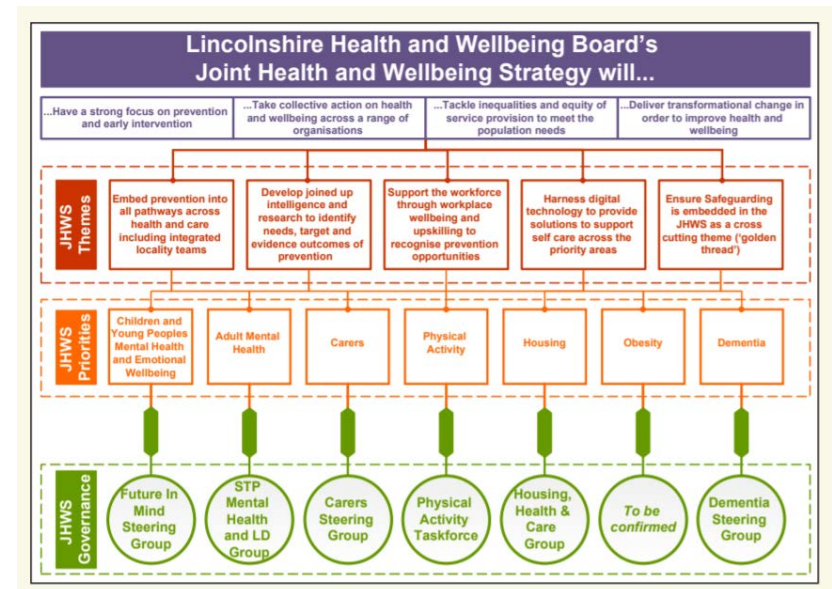 Lincolnshire Health and Wellbeing Board's
Joint Health and Wellbeing Strategy will...
...Have a strong focus on prevention
and early intervention
...Take collective action on health
and wellbeing across a range of
organisations
...Tackle inequalities and equity of
service provision to meet the
population needs
...Deliver transformational change in
order to improve health and
wellbeing
JHWS
Themes
Embed prevention into
all pathways across
health and care
including integrated
locality teams
Develop joined up
intelligence and
research to identify
needs, target and
evidence outcomes of
prevention
Support the workforce
through workplace
wellbeing and
upskilling to
recognise prevention
opportunities
Harness digital
technology to provide
solutions to support
self care across the
priority areas
Ensure Safeguarding
is embedded in the
JHWS as a cross
cutting theme ('golden
thread')
JHWS
Priorities
Children and
Young Peoples
Mental Health
and Emotional
Wellbeing
Adult Mental
Health
Carers
Physical
Activity
Housing
Obesity
Dementia
JHWS
Governance
Future In
Mind
Steering
Group
STP
Mental
Health
and LD
Group
Carers
Steering
Group
Physical
Activity
Taskforce
Housing,
Health &
Care
Group
To be
confirmed
Dementia
Steering
Group